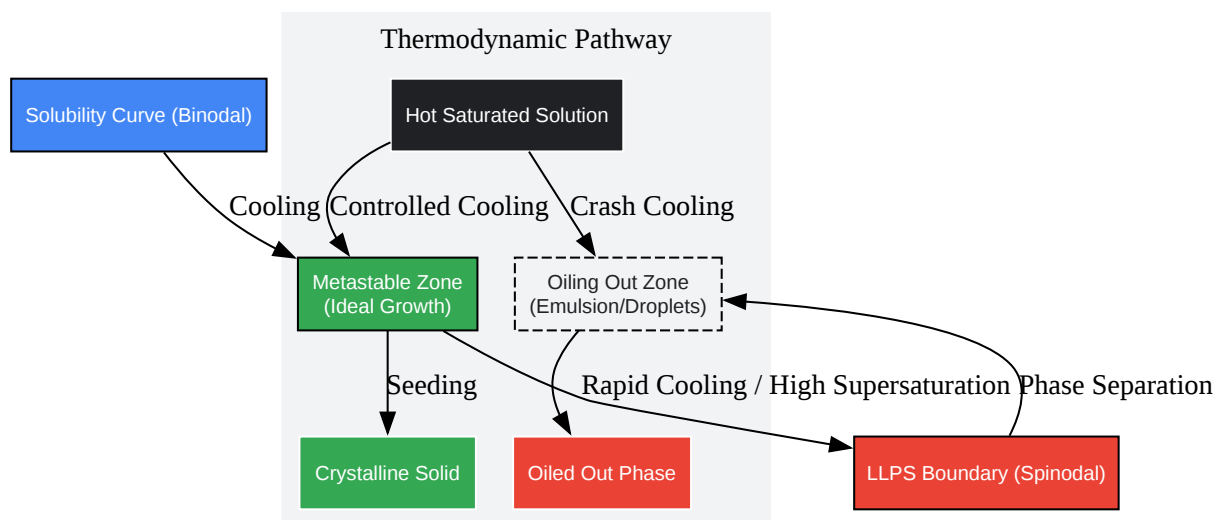 Thermodynamic Pathway
Solubility Curve (Binodal)
Hot Saturated Solution
Cooling
Controlled Cooling
Crash Cooling
Metastable Zone
(Ideal Growth)
Oiling Out Zone
(Emulsion/Droplets)
Seeding
Rapid Cooling / High Supersaturation
Phase Separation
Crystalline Solid
Oiled Out Phase
LLPS Boundary (Spinodal)